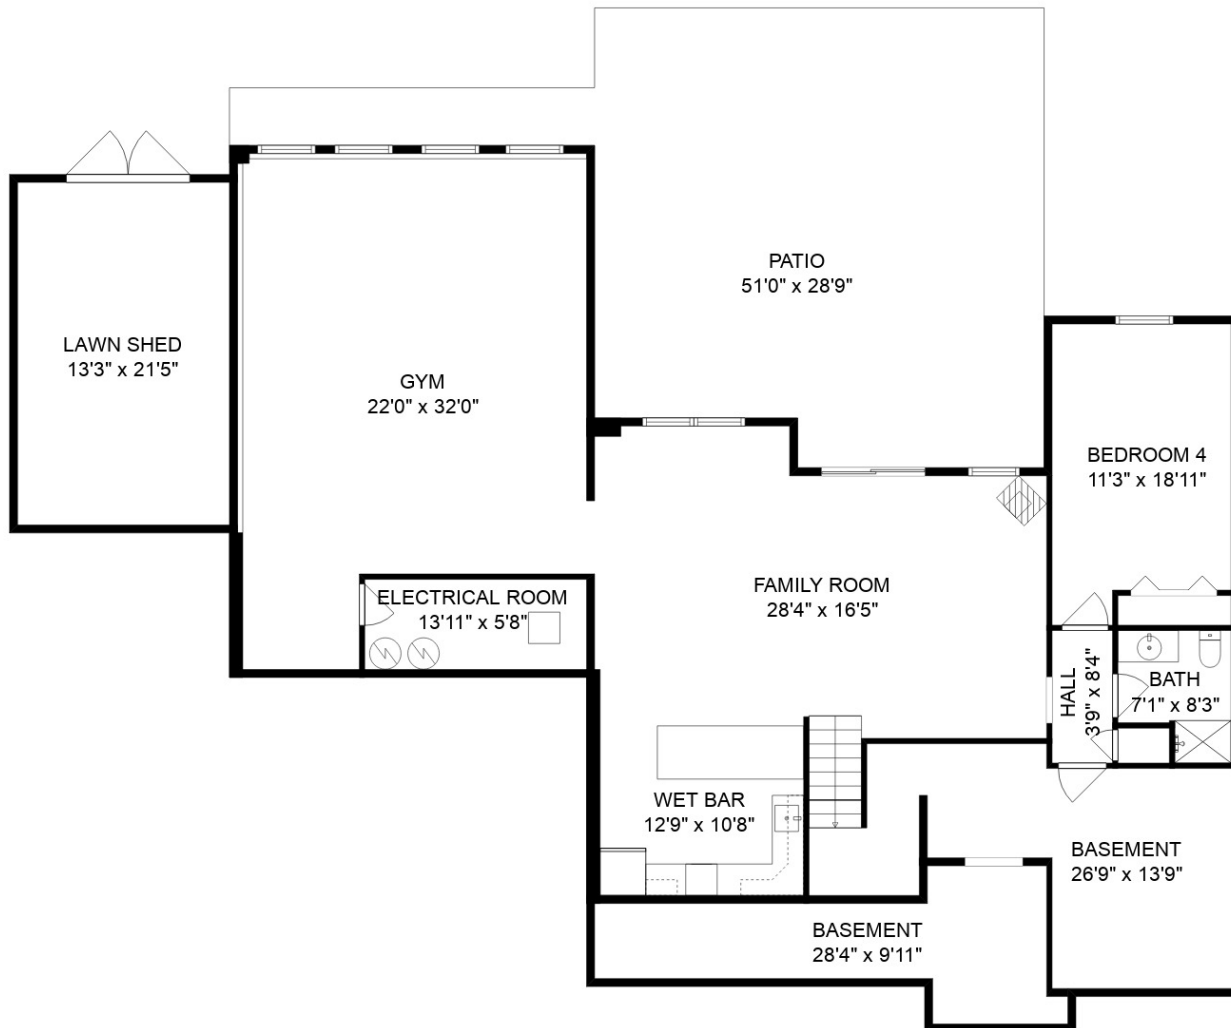 PATIO
51'0" x 28'9"
LAWN SHED
13'3" x 21'5"
GYM
22'0" x 32'0"
BEDROOM 4
11'3" x 18'11"
FAMILY ROOM
28'4" x 16'5"
ELECTRICAL ROOM
13'11" x 5'8"
HALL
3'9" x 8'4"
BATH
7'1" x 8'3"
WET BAR
12'9" x 10'8"
BASEMENT
26'9" x 13'9"
BASEMENT
28'4" x 9'11"